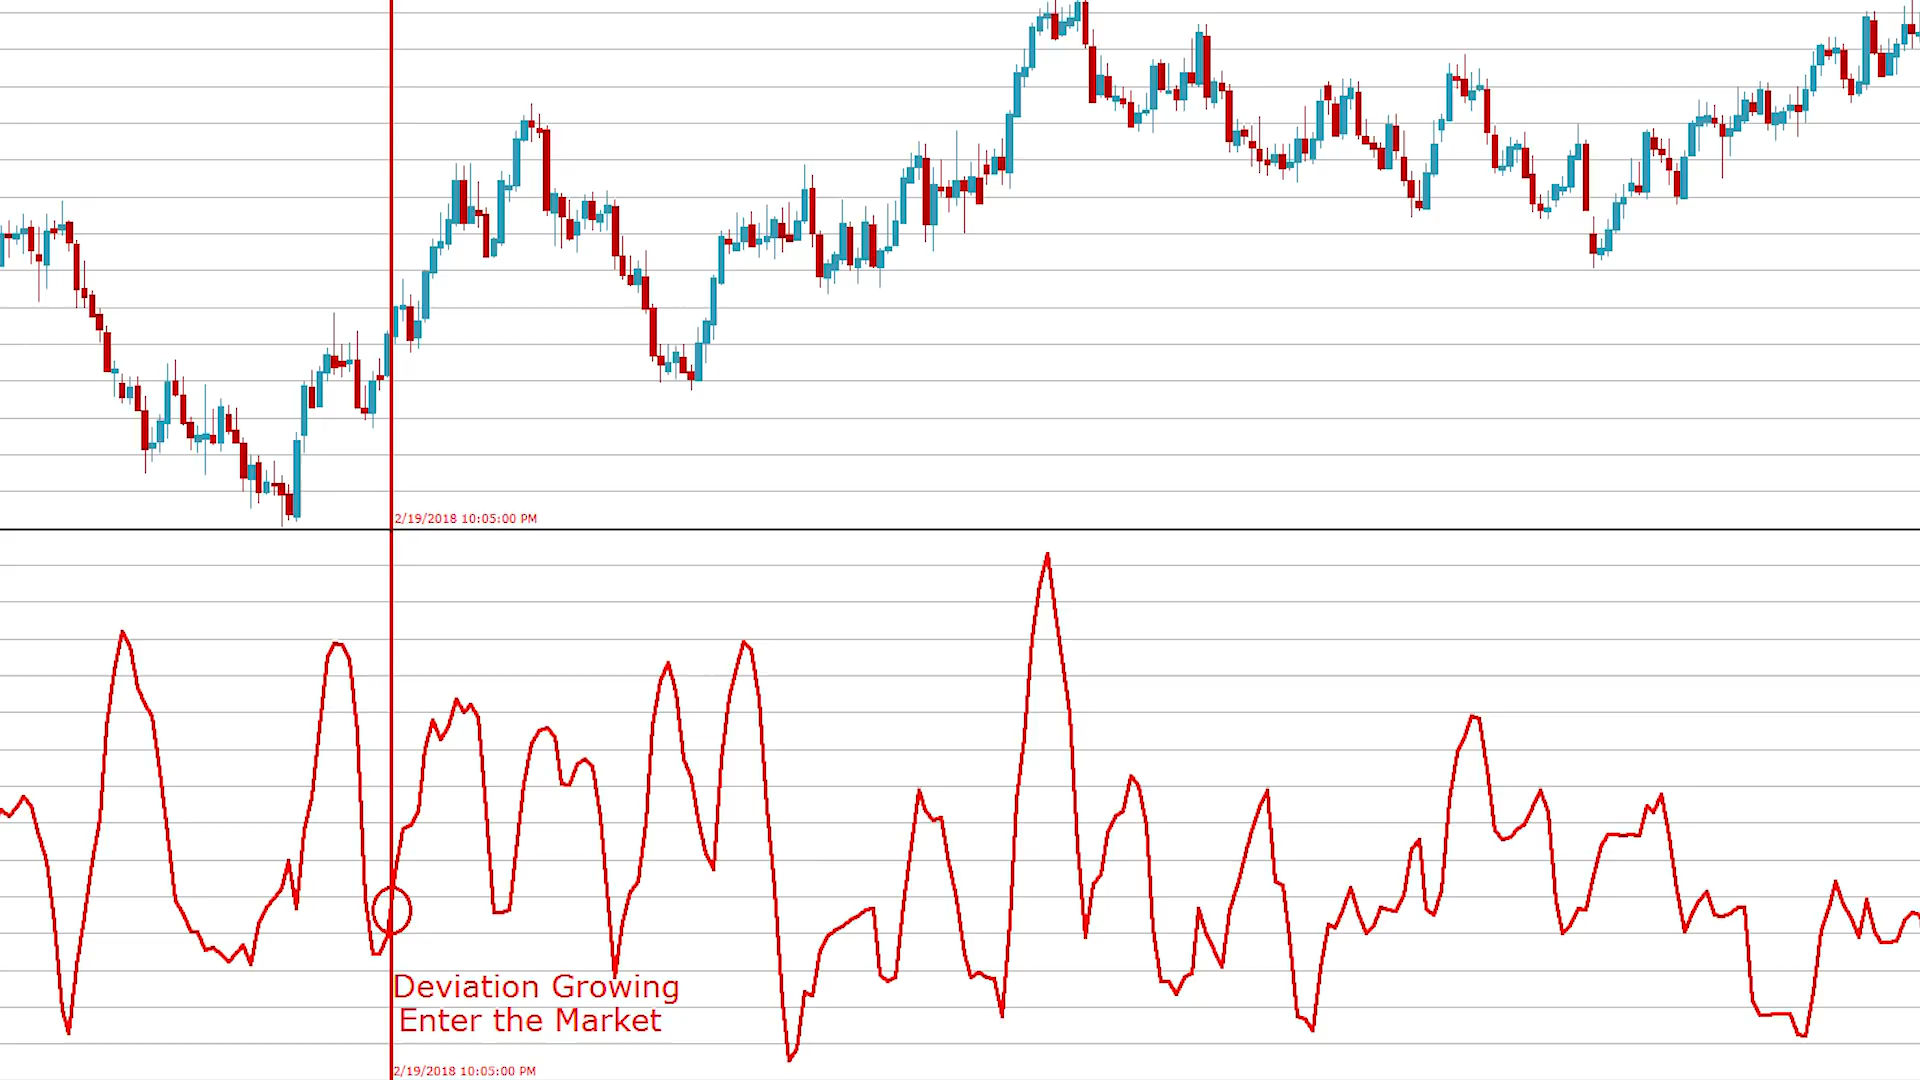 2/19/2018 10:05:00 PM
Deviation Growing
Enter the Market
2/19/2018 10:05:00 PM